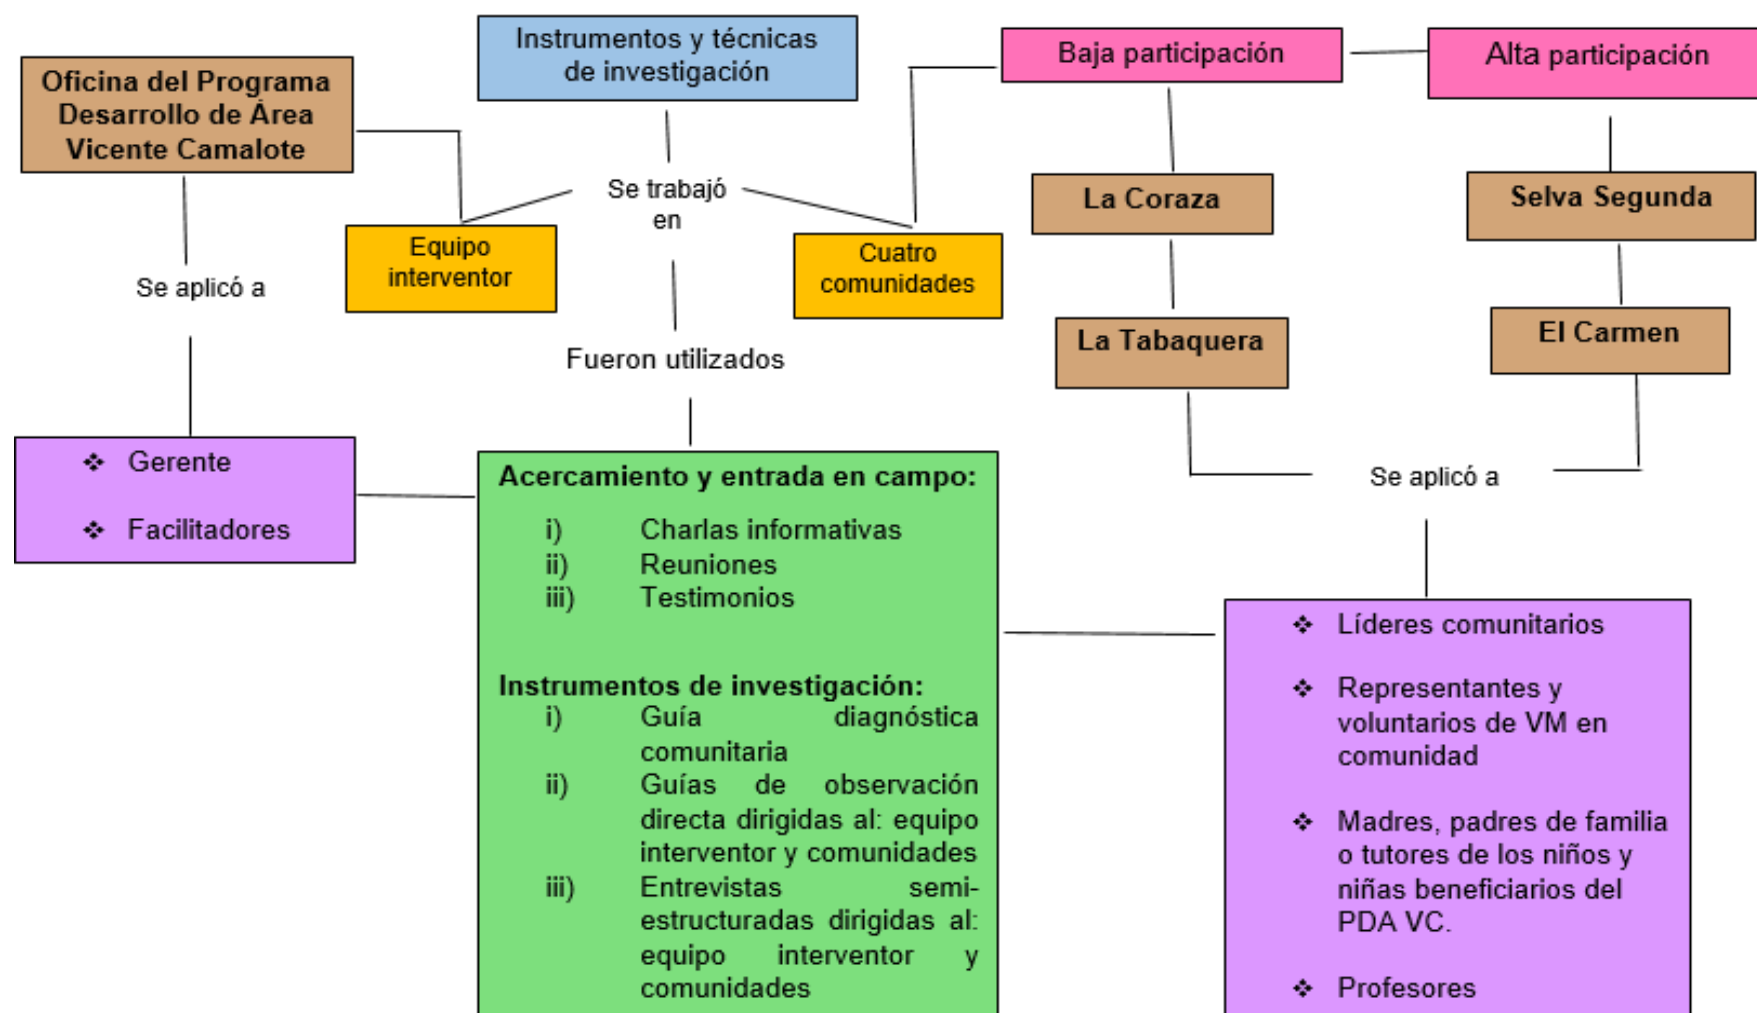 Instrumentos y técnicas
de investigación
Baja participación
Alta participación
Oficina del Programa
Desarrollo de Área
Vicente Camalote
Se trabajó
en
La Coraza
Selva Segunda
Equipo
interventor
Cuatro
comunidades
Se aplicó a
La Tabaquera
El Carmen
Fueron utilizados
❖ Gerente
❖ Facilitadores
Acercamiento y entrada en campo:
i) Charlas informativas
ii) Reuniones
iii) Testimonios
Instrumentos de investigación:
i) Guía diagnóstica
comunitaria
ii) Guías de observación
directa dirigidas al: equipo
interventor y comunidades
iii) Entrevistas semi-
estructuradas dirigidas al:
equipo interventor y
comunidades
Se aplicó a
❖ Líderes comunitarios
❖ Representantes y
voluntarios de VM en
comunidad
❖ Madres, padres de familia
o tutores de los niños y
niñas beneficiarios del
PDA VC.
❖ Profesores